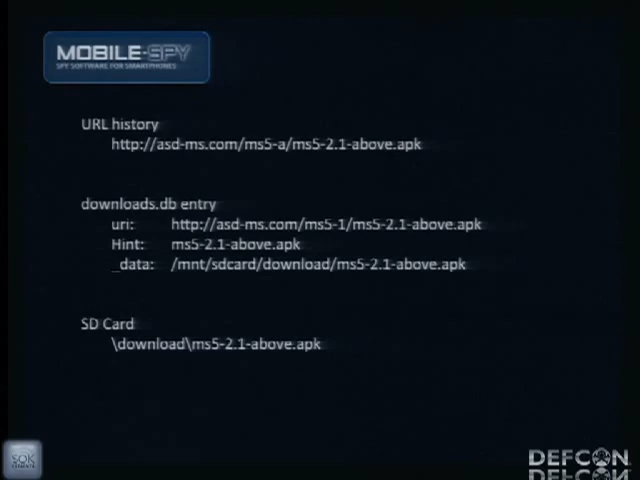 MOBILE-SPY
SPY SOFTWARE FOR SMARTPHONES
URL history
http://asd-ms.com/ms5-a/ms5-2.1-above.apk
downloads.db entry
uri: http://asd-ms.com/ms5-1/ms5-2.1-above.apk
Hint: ms5-2.1-above.apk
_data: /mnt/sdcard/download/ms5-2.1-above.apk
SD Card
\download\ms5-2.1-above.apk
SOK
DEFCON